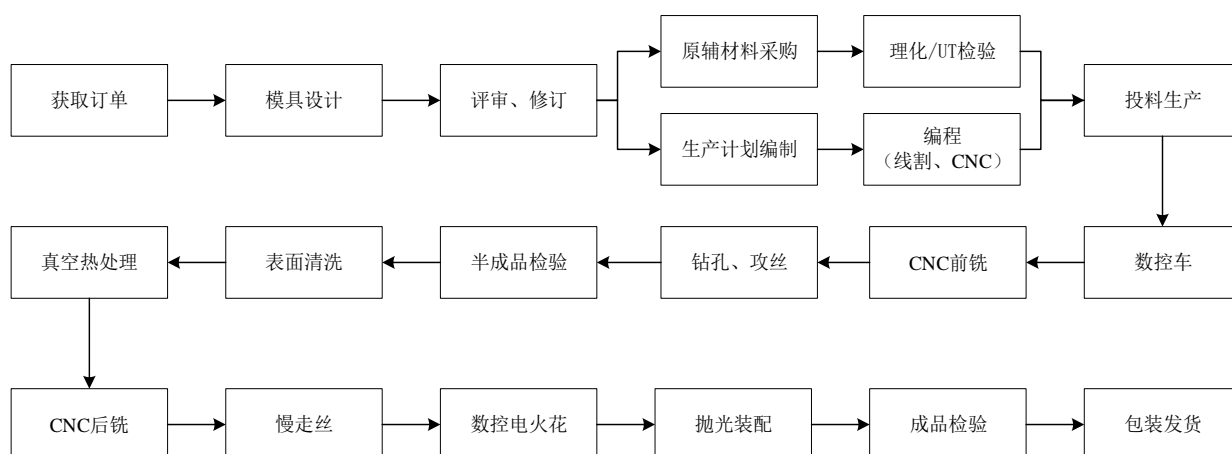 获取订单
模具设计
评审、修订
原辅材料采购
理化/UT检验
生产计划编制
编程
（线割、CNC）
投料生产
数控车
CNC前铣
钻孔、攻丝
半成品检验
表面清洗
真空热处理
CNC后铣
慢走丝
数控电火花
抛光装配
成品检验
包装发货